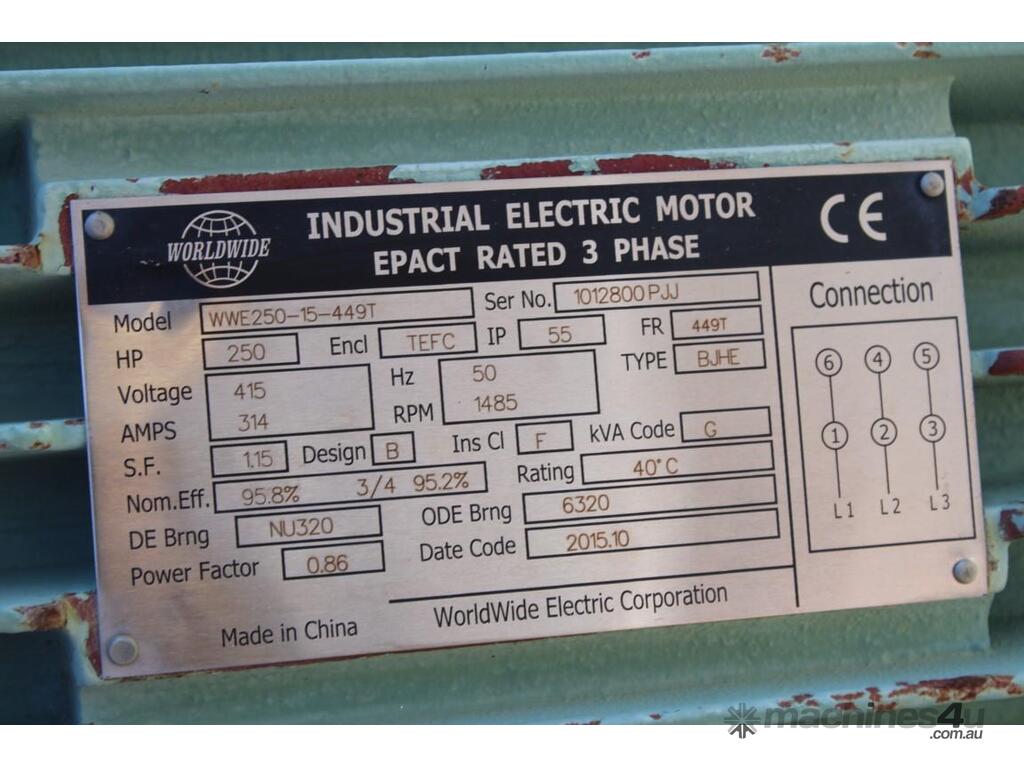 WORLDWIDE
INDUSTRIAL ELECTRIC MOTOR
EPACT RATED 3 PHASE
CE
Model WWE250-15-449T Ser No. 1012800PJJ
HP 250 Encl TEFC IP 55 FR 449T
Voltage 415 Hz 50 TYPE BJHE
AMPS 314 RPM 1485
S.F. 1.15 Design B Ins Cl F kVA Code G
Nom.Eff. 95.8% 3/4 95.2% Rating 40°C
DE Brng NU320 ODE Brng 6320
Power Factor 0.86 Date Code 2015.10
Made in China WorldWide Electric Corporation
Connection
6 4 5
1 2 3
L1 L2 L3
machines4u
.com.au